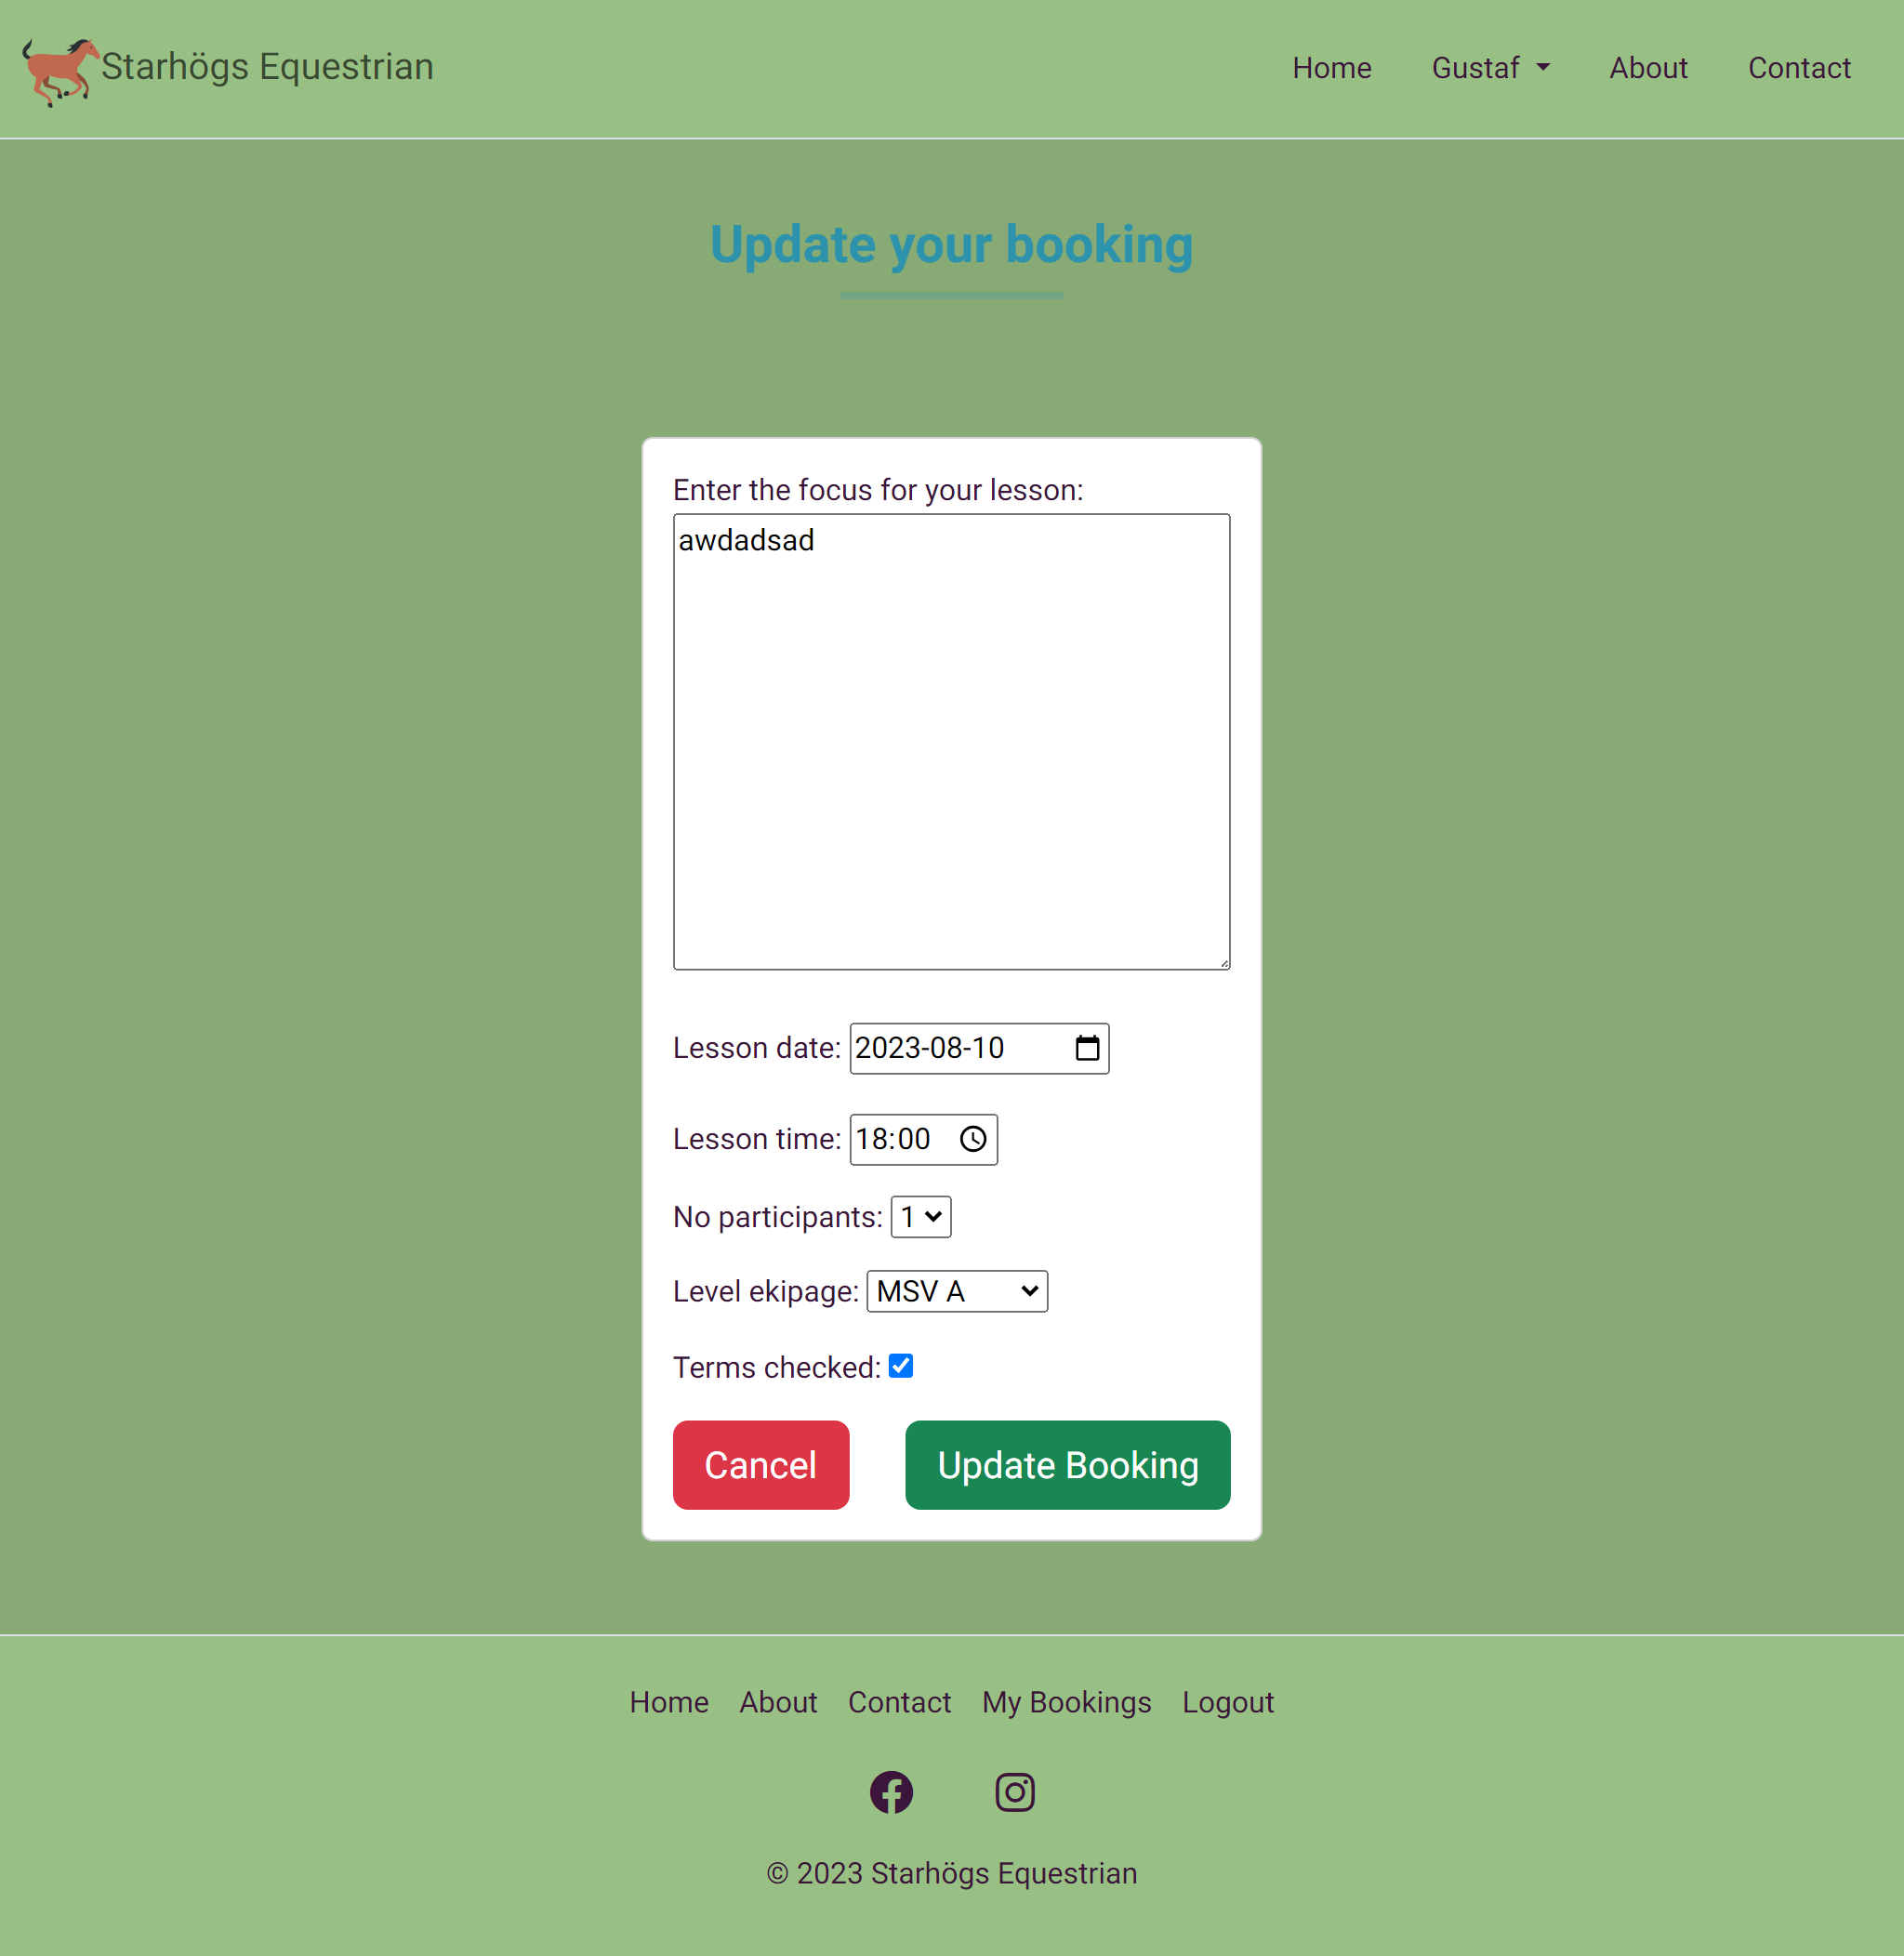 Starhögs Equestrian
Home Gustaf About Contact
Update your booking
Enter the focus for your lesson:
awdadsad
Lesson date: 2023-08-10
Lesson time: 18:00
No participants: 1
Level ekipage: MSV A
Terms checked:
Cancel Update Booking
Home About Contact My Bookings Logout
© 2023 Starhögs Equestrian